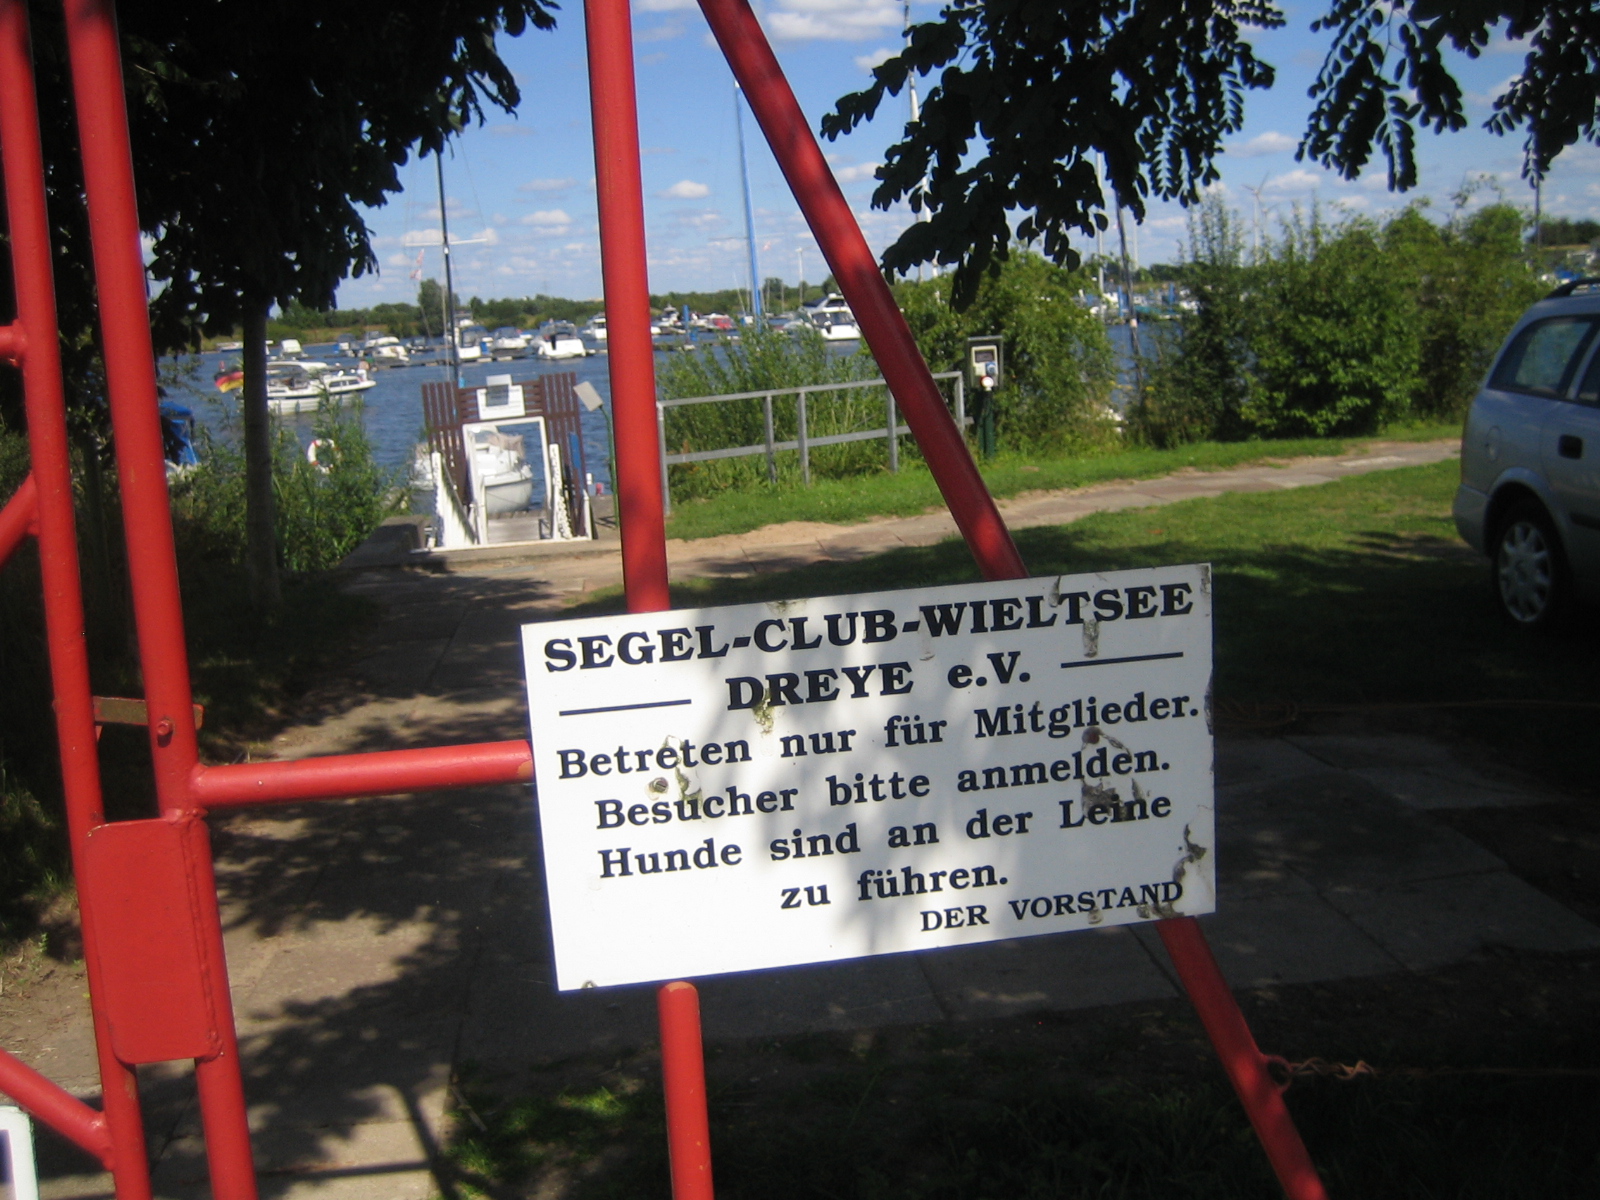 SEGEL-CLUB-WIELTSEE
DREYE e.V.
Betreten nur für Mitglieder.
Besucher bitte anmelden.
Hunde sind an der Leine
zu führen.
DER VORSTAND